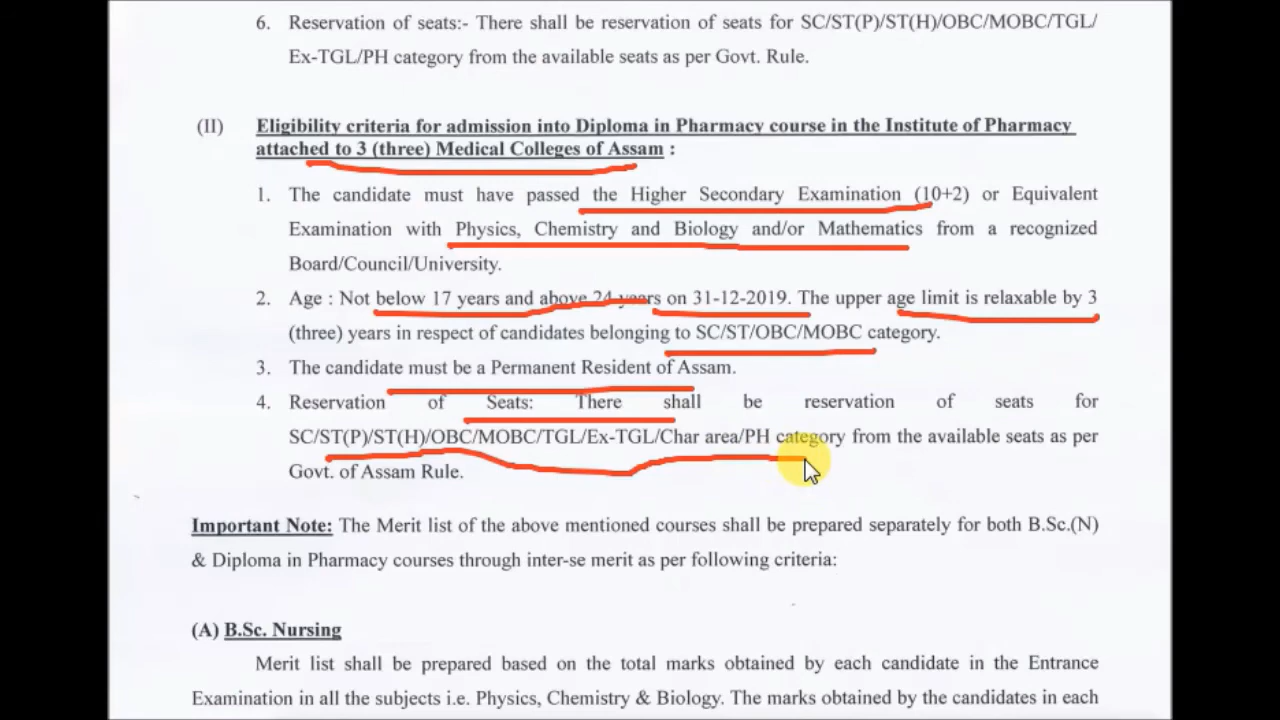 6. Reservation of seats:- There shall be reservation of seats for SC/ST(P)/ST(H)/OBC/MOBC/TGL/
Ex-TGL/PH category from the available seats as per Govt. Rule.
(II) Eligibility criteria for admission into Diploma in Pharmacy course in the Institute of Pharmacy
attached to 3 (three) Medical Colleges of Assam :
1. The candidate must have passed the Higher Secondary Examination (10+2) or Equivalent
Examination with Physics, Chemistry and Biology and/or Mathematics from a recognized
Board/Council/University.
2. Age : Not below 17 years and above 24 years on 31-12-2019. The upper age limit is relaxable by 3
(three) years in respect of candidates belonging to SC/ST/OBC/MOBC category.
3. The candidate must be a Permanent Resident of Assam.
4. Reservation of Seats: There shall be reservation of seats for
SC/ST(P)/ST(H)/OBC/MOBC/TGL/Ex-TGL/Char area/PH category from the available seats as per
Govt. of Assam Rule.
Important Note: The Merit list of the above mentioned courses shall be prepared separately for both B.Sc.(N)
& Diploma in Pharmacy courses through inter-se merit as per following criteria:
(A) B.Sc. Nursing
Merit list shall be prepared based on the total marks obtained by each candidate in the Entrance
Examination in all the subjects i.e. Physics, Chemistry & Biology. The marks obtained by the candidates in each